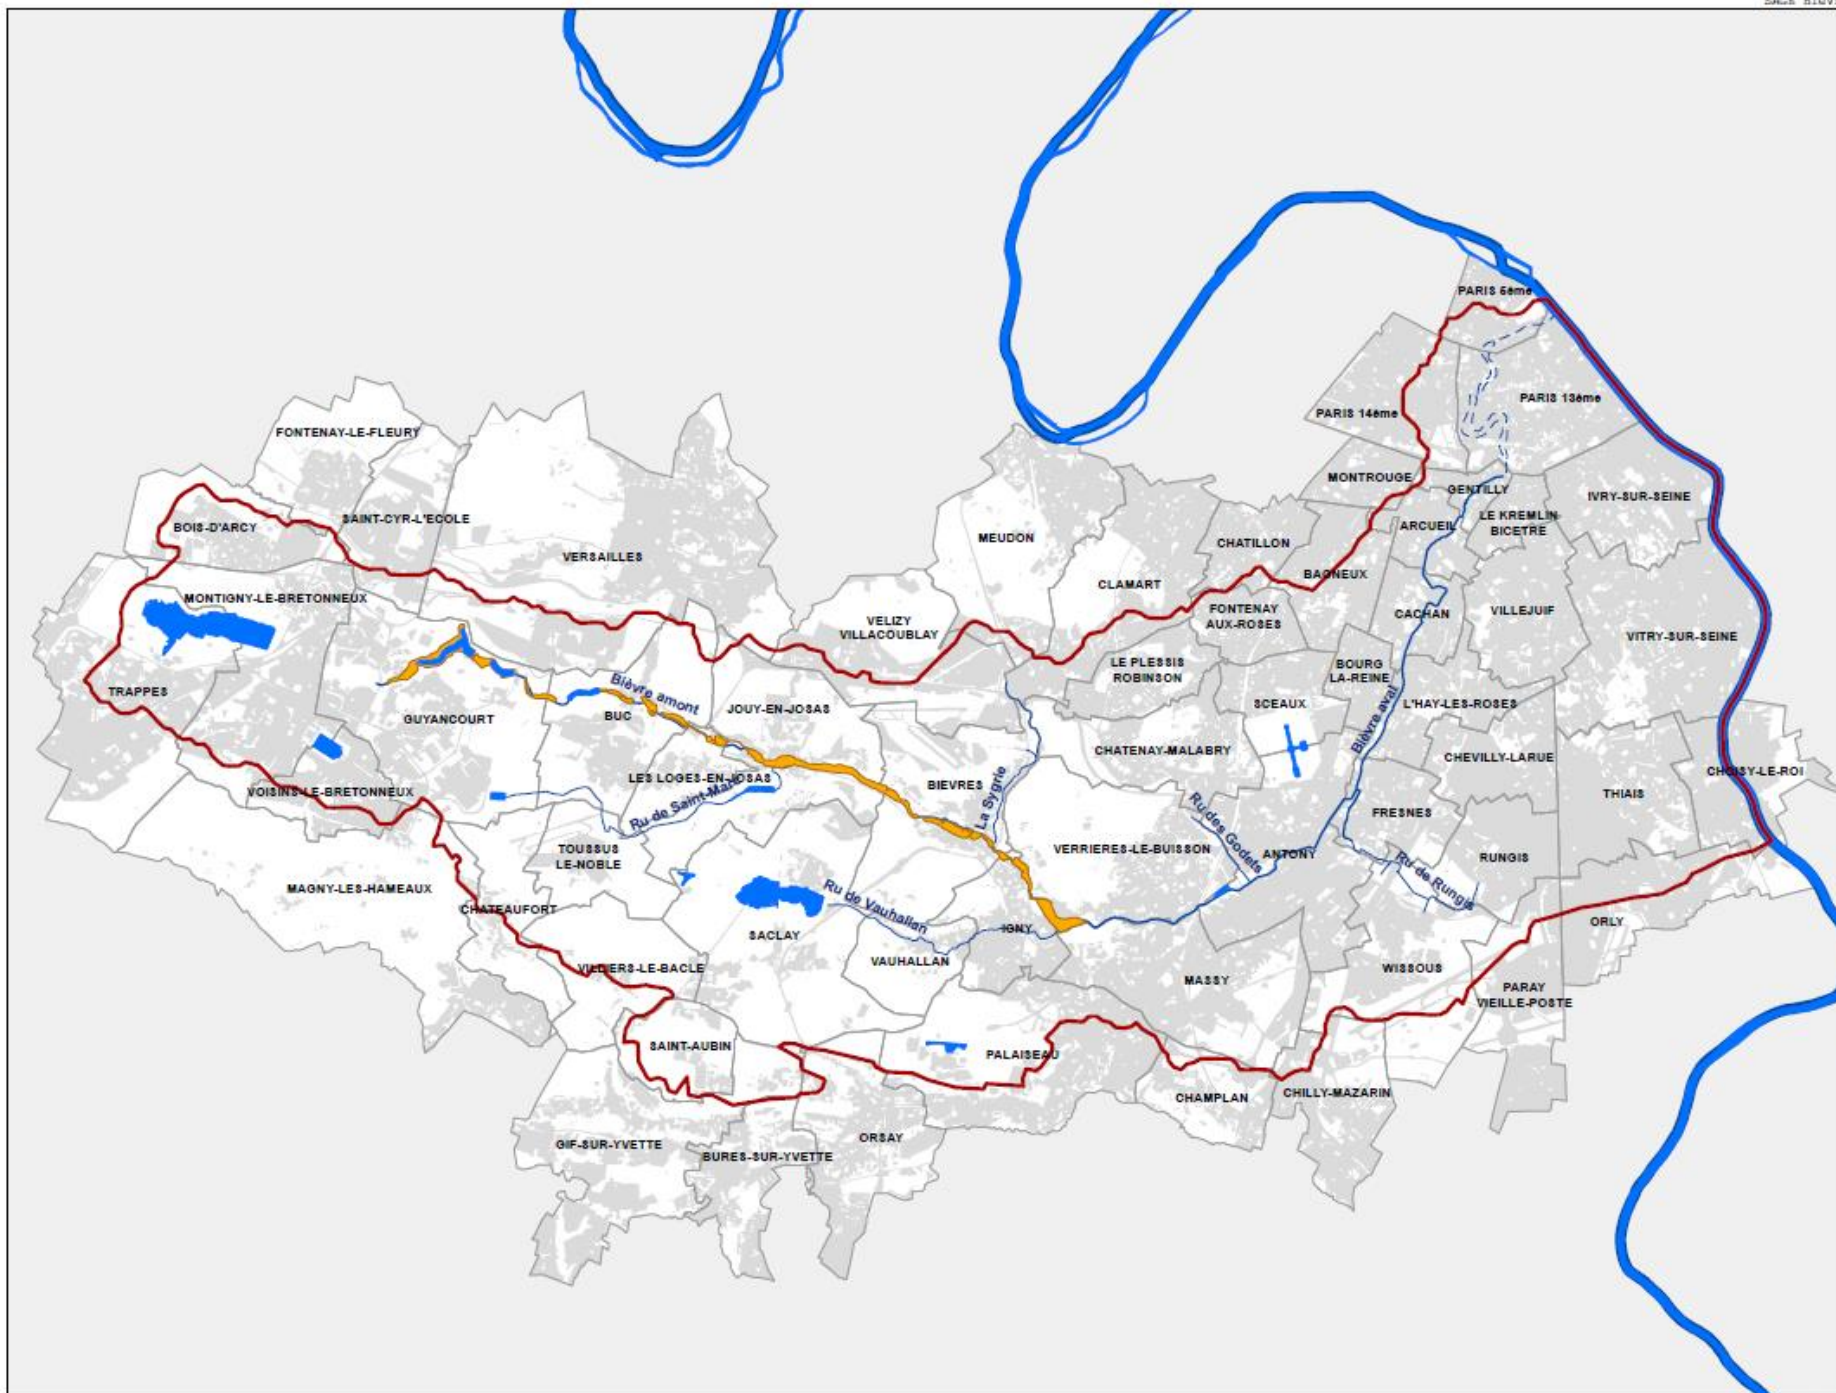 PARIS 5ème
PARIS 13ème
PARIS 14ème
FONTENAY-LE-FLEURY
MONTROUGE
GENTILLY
IVRY-SUR-SEINE
SAINT-CYR-L'ECOLE
BOIS-D'ARCY
ARCUEIL
LE KREMLIN
BICETRE
MEUDON
CHATILLON
VERSAILLES
BAGNEUX
CLAMART
MONTIGNY-LE-BRETONNEUX
FONTENAY
AUX-ROSES
CACHAN
VILLEJUIF
VELIZY
VILLACOUBLAY
VITRY-SUR-SEINE
LE PLESSIS
ROBINSON
BOURG
LA-REINE
TRAPPES
Bièvre amont
GUYANCOURT
BUC
JOUY-EN-JOSAS
SCEAUX
L'HAY-LES-ROSES
Bièvre aval
CHATENAY-MALABRY
CHEVILLY-LARUE
LES LOGES-EN-JOSAS
BIEVRES
La Sygrie
CHOISY-LE-ROI
VOISINS-LE-BRETONNEUX
THIAIS
Ru de Saint-Marc
Ru des Godets
FRESNES
TOUSSUS
LE-NOBLE
VERRIERES-LE-BUISSON
ANTONY
RUNGIS
Ru de Rungis
MAGNY-LES-HAMEAUX
Ru de Vauhallan
CHATEAUFORT
SACLAY
IGNY
ORLY
VAUHALLAN
VILLIERS-LE-BACLE
MASSY
WISSOUS
PARAY
VIEILLE-POSTE
SAINT-AUBIN
PALAISEAU
CHAMPLAN
CHILLY-MAZARIN
GIF-SUR-YVETTE
BURES-SUR-YVETTE
ORSAY